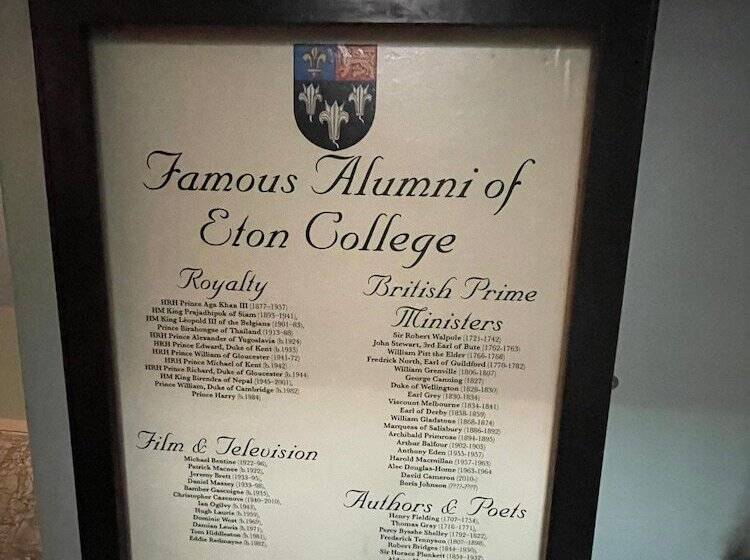 Famous Alumni of
Eton College
Royalty
HRH Prince Aga Khan III (1877–1957)
HM King Prajadhipok of Siam (1893–1941),
HM King Léopold III of the Belgians (1901–83),
Prince Birabongse of Thailand (1913–88)
HRH Prince Alexander of Yugoslavia (b.1924)
HRH Prince Edward, Duke of Kent (b.1935)
HRH Prince William of Gloucester (1941-72)
HRH Prince Michael of Kent (b.1942)
HRH Prince Richard, Duke of Gloucester (b.1944)
HM King Birendra of Nepal (1945–2001),
Prince William, Duke of Cambridge (b.1982)
Prince Harry (b.1984)
Film & Television
Michael Bentine (1922–96),
Patrick Macnee (b.1922),
Jeremy Brett (1933–95),
Daniel Massey (1933–98),
Bamber Gascoigne (b.1935),
Christopher Cazenove (1940–2010),
Ian Ogilvy (b.1943),
Hugh Laurie (b.1959),
Dominic West (b.1969),
Damian Lewis (b.1971),
Tom Hiddleston (b.1981),
Eddie Redmayne (b.1982),
British Prime
Ministers
Sir Robert Walpole (1721-1742)
John Stewart, 3rd Earl of Bute (1762-1763)
William Pitt the Elder (1766-1768)
Fredrick North, Earl of Guildford (1770-1782)
William Grenville (1806-1807)
George Canning (1827)
Duke of Wellington (1828-1830)
Earl Grey (1830-1834)
Viscount Melbourne (1834-1841)
Earl of Derby (1858-1859)
William Gladstone (1868-1874)
Marquess of Salisbury (1886-1892)
Archibald Primrose (1894-1895)
Arthur Balfour (1902-1905)
Anthony Eden (1955-1957)
Harold Macmillan (1957-1963)
Alec Douglas-Home (1963-1964
David Cameron (2010-)
Boris Johnson (????-????)
Authors & Poets
Henry Fielding (1707–1754),
Thomas Gray (1716–1771),
Percy Bysshe Shelley (1792–1822),
Frederick Tennyson (1807–1898),
Robert Bridges (1844–1930),
Sir Horace Plunkett (1854–1932)